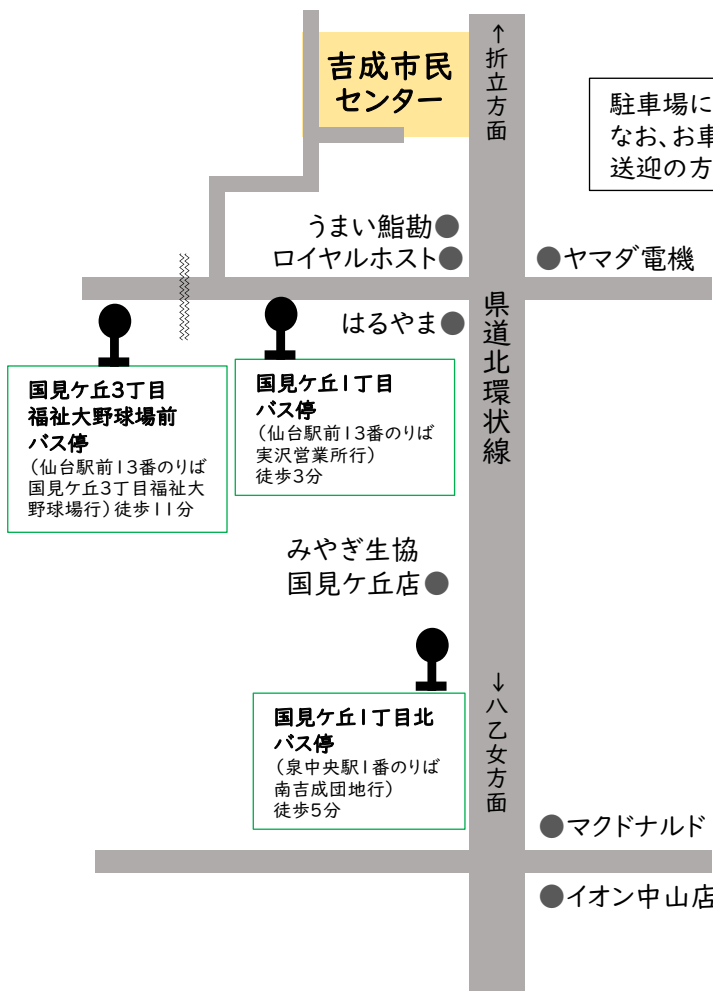 吉成市民
センター
↑折立方面
駐車場に
なお、お車
送迎の方
うまい鮨勘
ロイヤルホスト
ヤマダ電機
はるやま
県道北環状線
国見ケ丘3丁目
福祉大野球場前
バス停
（仙台駅前13番のりば
国見ケ丘3丁目福祉大
野球場行）徒歩11分
国見ケ丘1丁目
バス停
（仙台駅前13番のりば
実沢営業所行）
徒歩3分
みやぎ生協
国見ケ丘店
国見ケ丘1丁目北
バス停
（泉中央駅1番のりば
南吉成団地行）
徒歩5分
↓八乙女方面
マクドナルド
イオン中山店